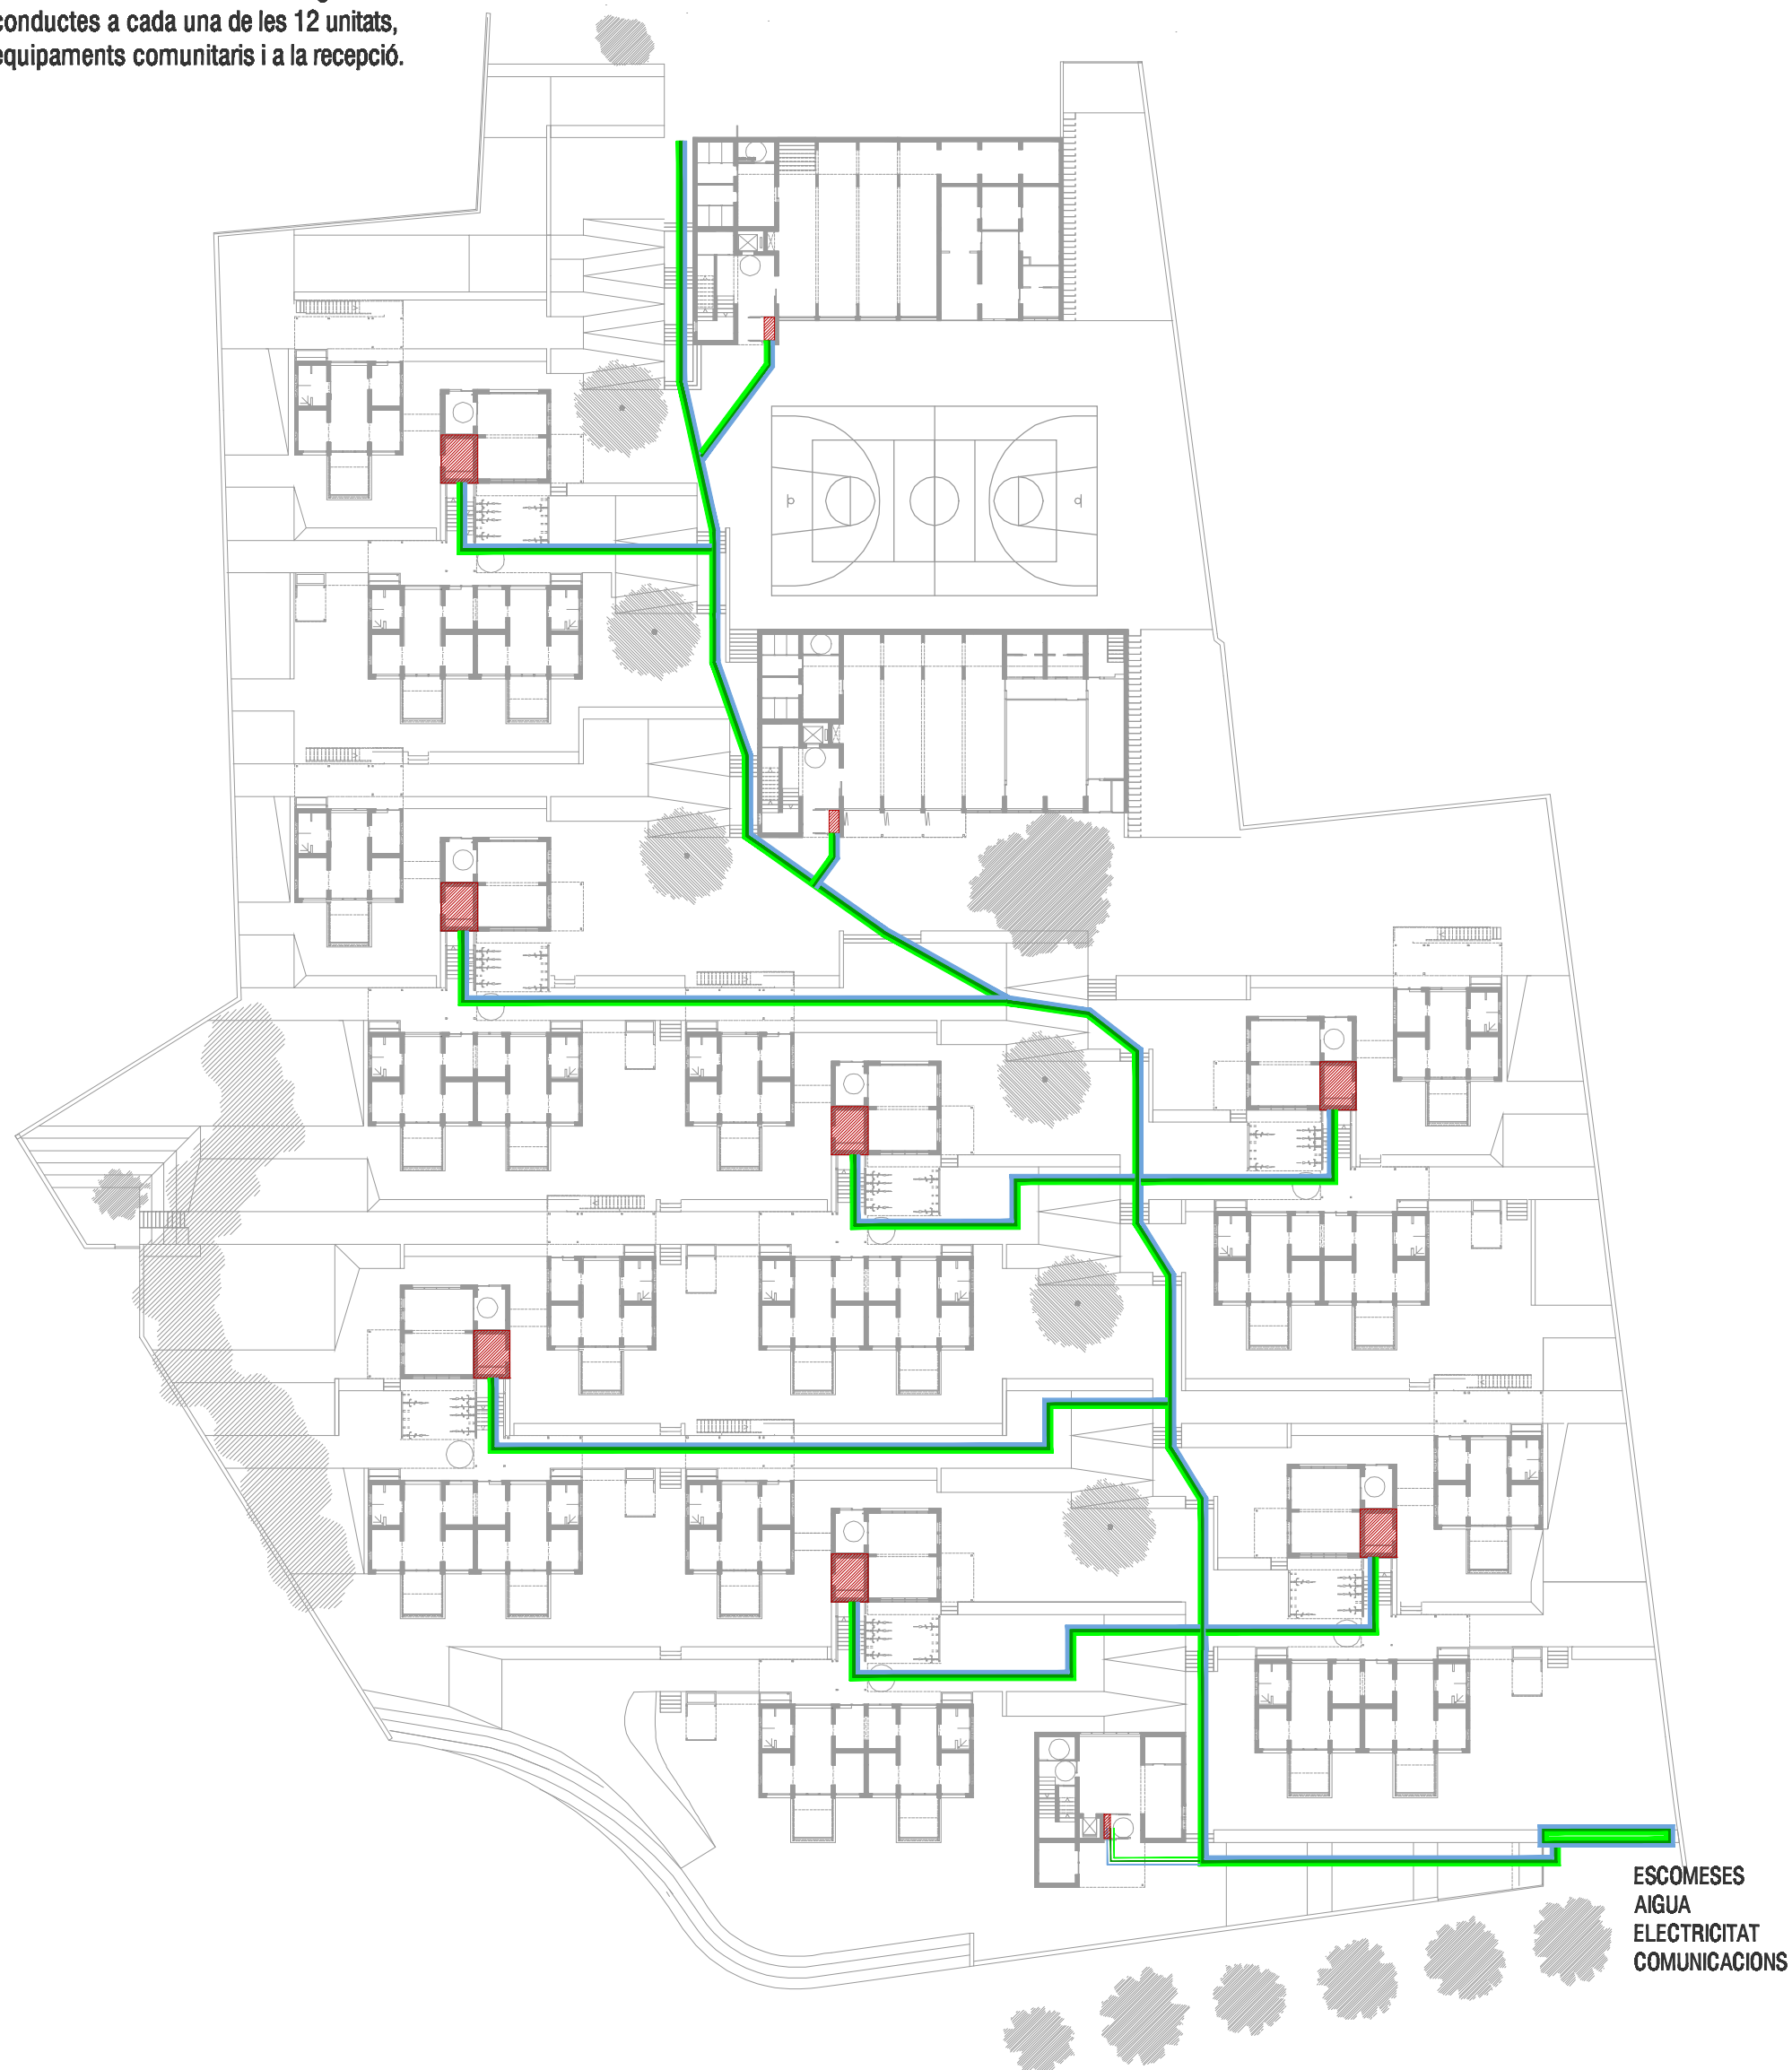 conductes a cada una de les 12 unitats,
equipaments comunitaris i a la recepció.
ESCOMESES
AIGUA
ELECTRICITAT
COMUNICACIONS